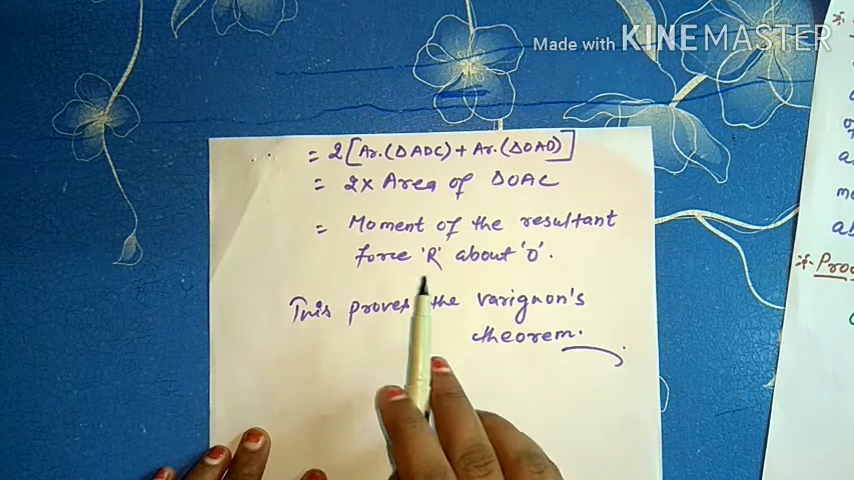 Made with KINEMASTER
= 2[Ar.(ΔADC) + Ar.(ΔOAD)]
= 2x Area of ΔOAC
= Moment of the resultant
force 'R' about 'O'.
This proves the varignon's
theorem.